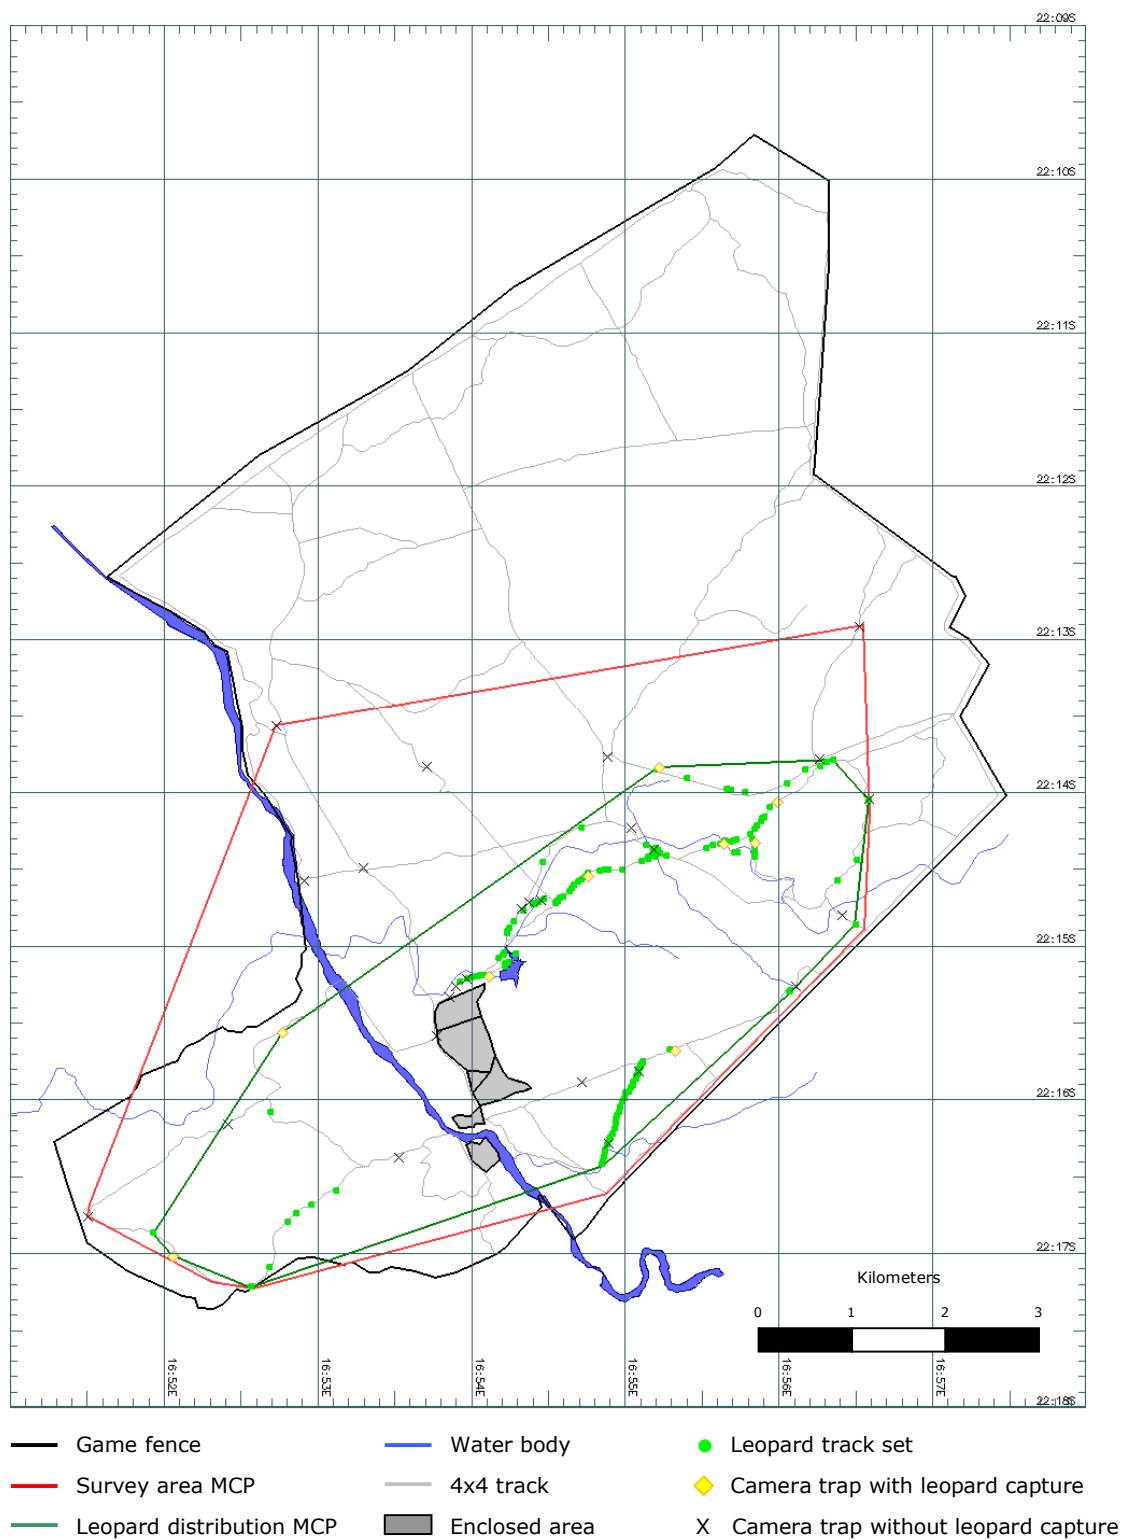 22:09S
22:10S
22:11S
22:12S
22:13S
22:14S
22:15S
22:16S
22:17S
Kilometers
0 1 2 3
16:52E 16:53E 16:54E 16:55E 16:56E 16:57E
22:18S
Game fence Water body Leopard track set
Survey area MCP 4x4 track Camera trap with leopard capture
Leopard distribution MCP Enclosed area X Camera trap without leopard capture